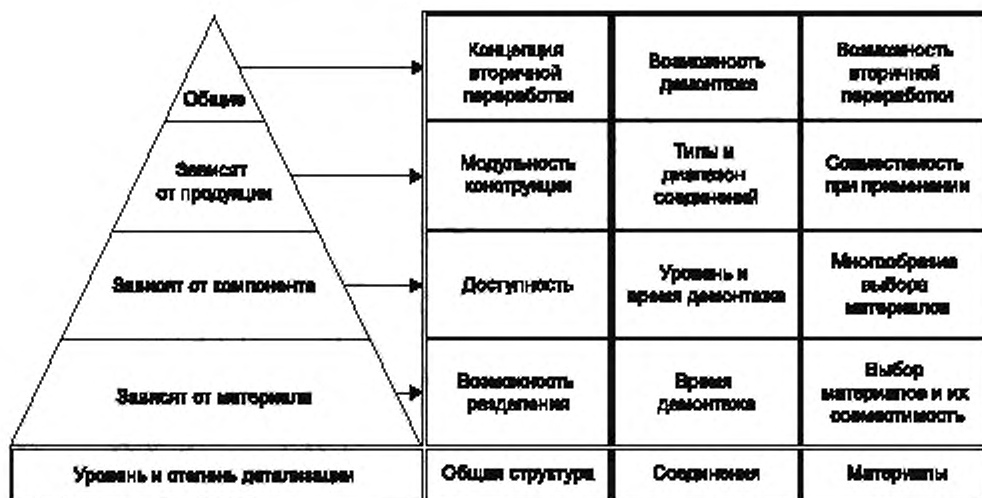 Общие
Концепция
вторичной
переработки
Возможность
демонтажа
Возможность
вторичной
переработки
Зависят
от продукции
Модульность
конструкции
Типы и
диапазон
соединений
Совместимость
при применении
Зависят от компонента
Доступность
Уровень и
время демонтажа
Многообразие
выбора
материалов
Зависят от материала
Возможность
разделения
Время
демонтажа
Выбор
материалов и их
совместимость
Уровень и степень детализации
Общая структура
Соединения
Материалы